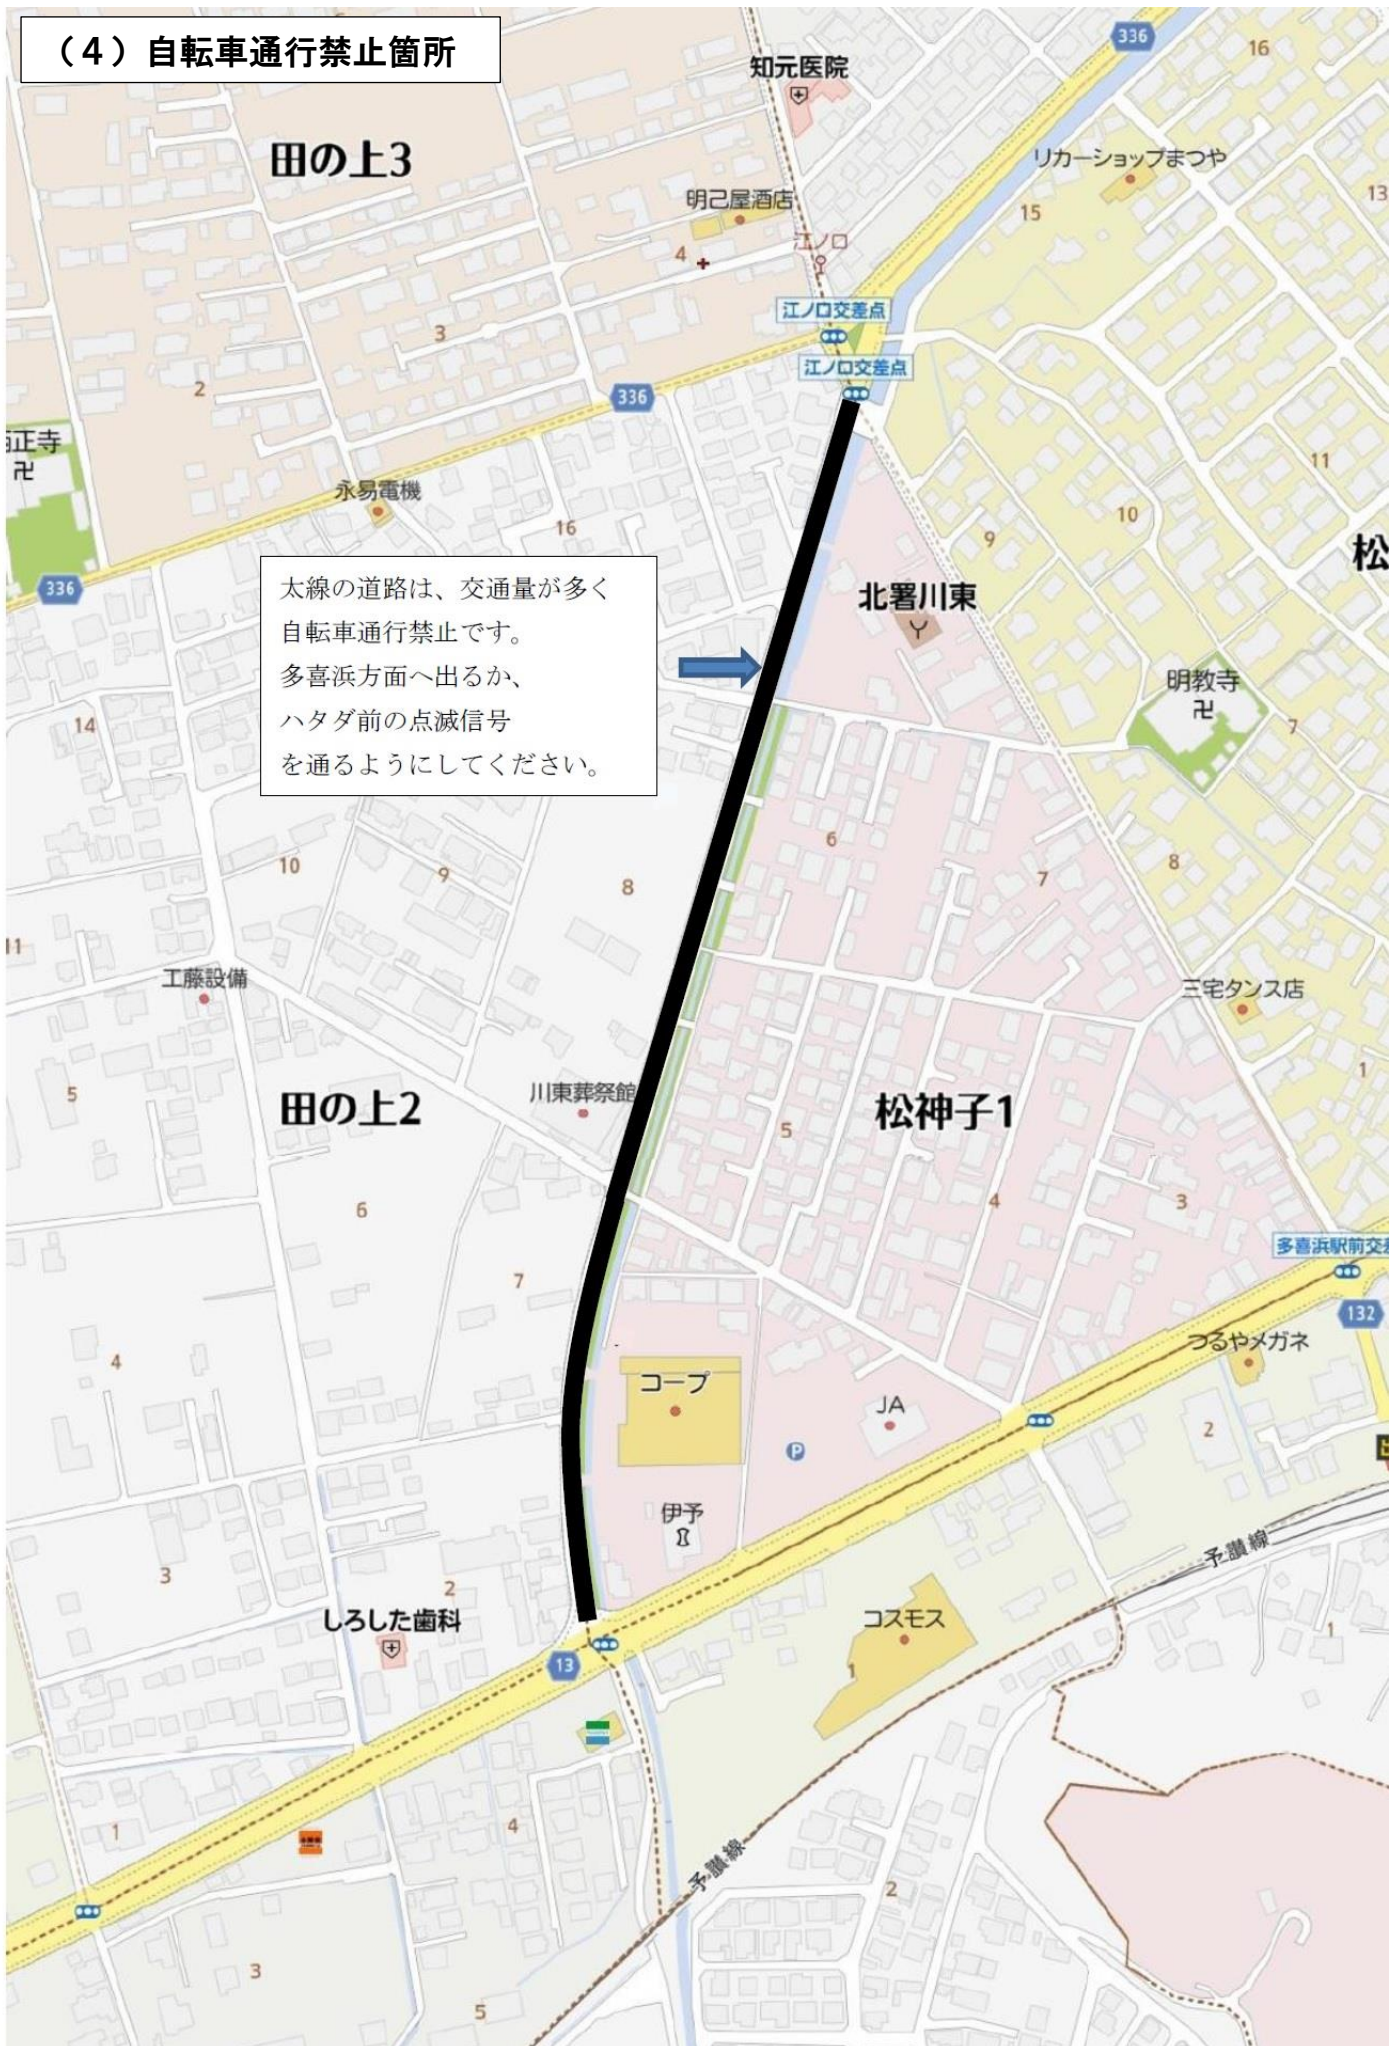 （4）自転車通行禁止箇所
336
16
知元医院
田の上3
リカーショップまつや
13
明己屋酒店
15
江ノロ
4
江ノ口交差点
3
江ノ口交差点
2
336
正寺
11
永易電機
10
16
9
松
336
太線の道路は、交通量が多く
自転車通行禁止です。
多喜浜方面へ出るか、
ハタダ前の点滅信号
を通るようにしてください。
北署川東
明教寺
14
7
6
10
9
8
7
8
11
工藤設備
三宅タンス店
5
川東葬祭館
1
田の上2
松神子1
5
6
4
3
多喜浜駅前交
7
132
4
つるやメガネ
コープ
JA
2
P
伊予
予讃線
3
2
しろした歯科
コスモス
1
1
13
1
4
予讃線
2
3
5